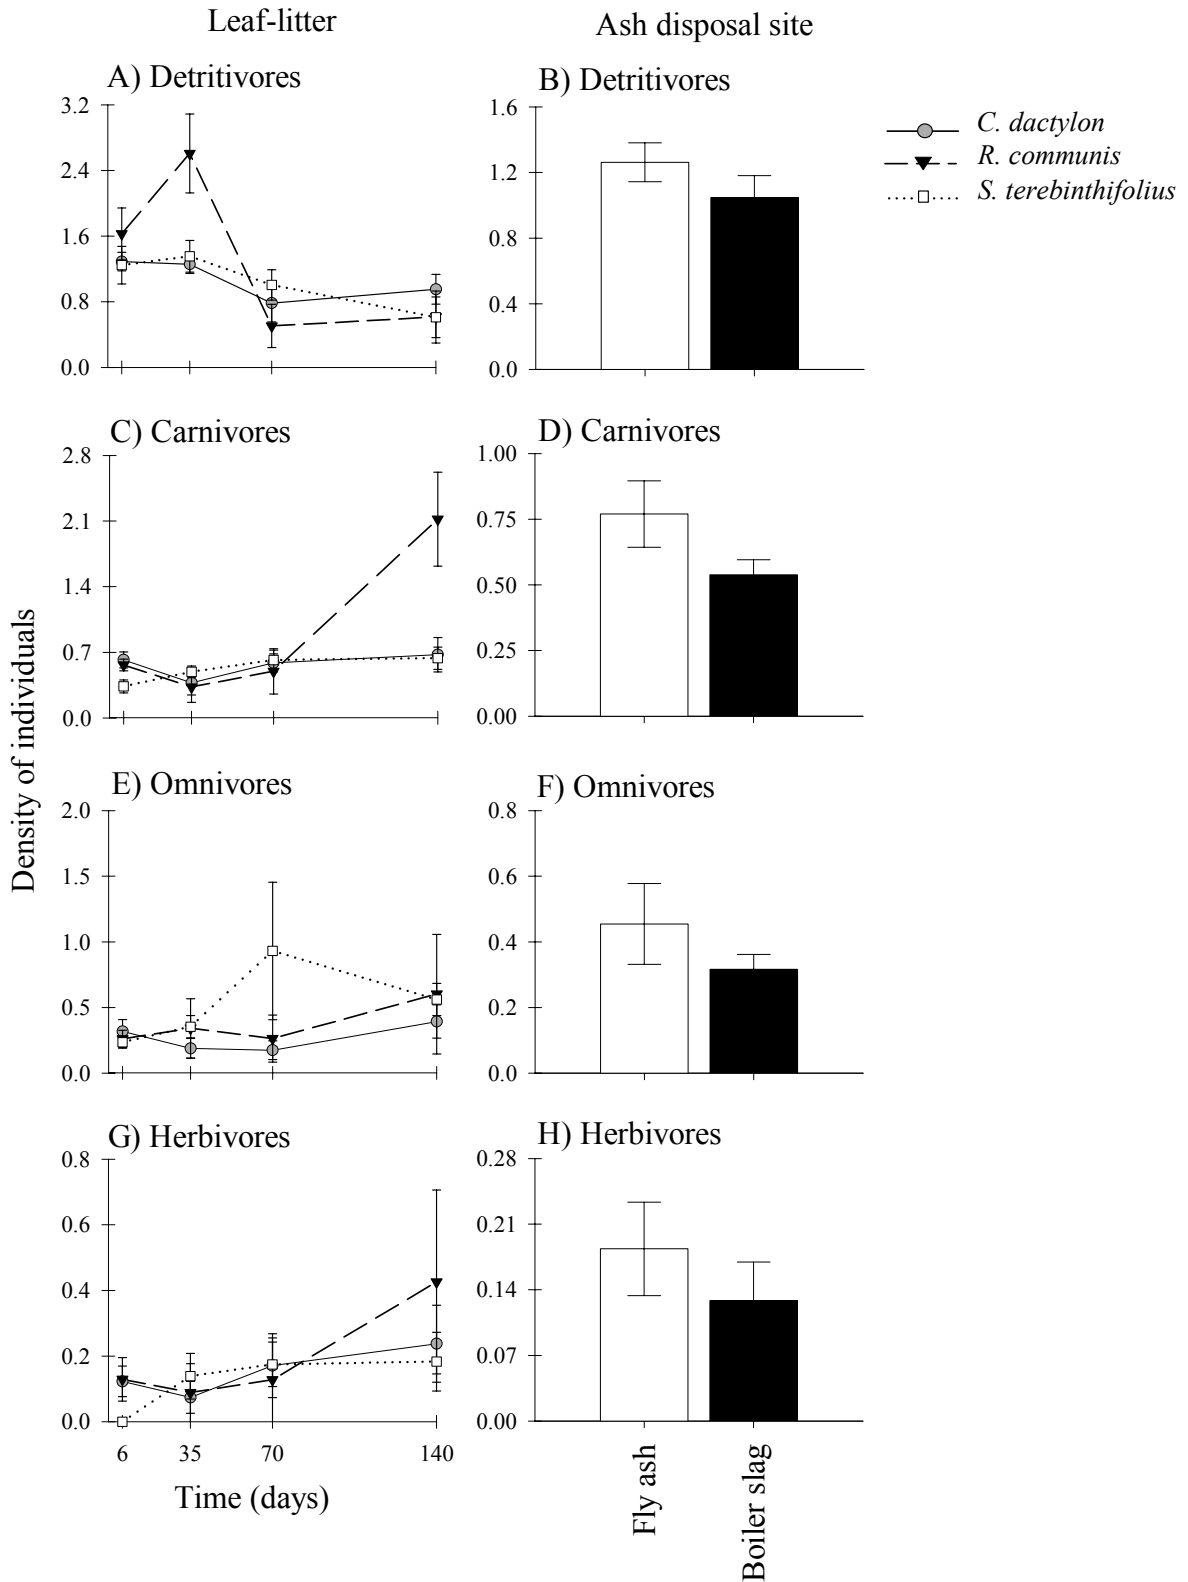 Leaf-litter
Ash disposal site
A) Detritivores
3.2
2.4
1.6
0.8
0.0
B) Detritivores
1.6
1.2
0.8
0.4
0.0
C. dactylon
R. communis
S. terebinthifolius
C) Carnivores
2.8
2.1
1.4
0.7
0.0
D) Carnivores
1.00
0.75
0.50
0.25
0.00
Density of individuals
E) Omnivores
2.0
1.5
1.0
0.5
0.0
F) Omnivores
0.8
0.6
0.4
0.2
0.0
G) Herbivores
0.8
0.6
0.4
0.2
0.0
6 35 70 140
Time (days)
H) Herbivores
0.28
0.21
0.14
0.07
0.00
Fly ash
Boiler slag